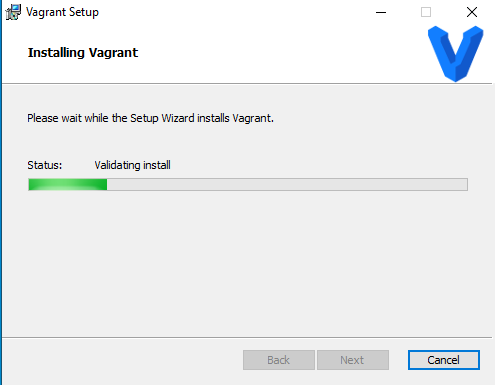 Vagrant Setup
Installing Vagrant
Please wait while the Setup Wizard installs Vagrant.
Status: Validating install
Back Next Cancel